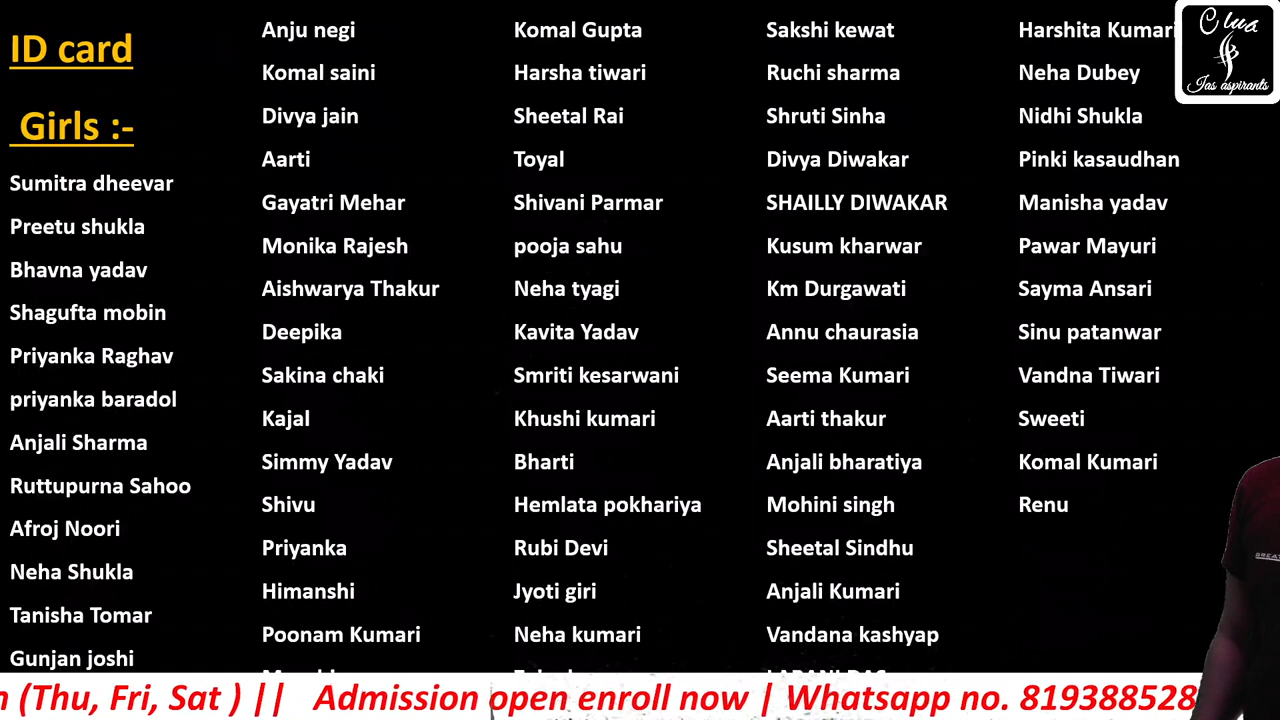 ID card
Girls :-
Sumitra dheevar
Preetu shukla
Bhavna yadav
Shagufta mobin
Priyanka Raghav
priyanka baradol
Anjali Sharma
Ruttupurna Sahoo
Afroj Noori
Neha Shukla
Tanisha Tomar
Gunjan joshi
Anju negi
Komal saini
Divya jain
Aarti
Gayatri Mehar
Monika Rajesh
Aishwarya Thakur
Deepika
Sakina chaki
Kajal
Simmy Yadav
Shivu
Priyanka
Himanshi
Poonam Kumari
Komal Gupta
Harsha tiwari
Sheetal Rai
Toyal
Shivani Parmar
pooja sahu
Neha tyagi
Kavita Yadav
Smriti kesarwani
Khushi kumari
Bharti
Hemlata pokhariya
Rubi Devi
Jyoti giri
Neha kumari
Sakshi kewat
Ruchi sharma
Shruti Sinha
Divya Diwakar
SHAILLY DIWAKAR
Kusum kharwar
Km Durgawati
Annu chaurasia
Seema Kumari
Aarti thakur
Anjali bharatiya
Mohini singh
Sheetal Sindhu
Anjali Kumari
Vandana kashyap
Harshita Kumari
Neha Dubey
Nidhi Shukla
Pinki kasaudhan
Manisha yadav
Pawar Mayuri
Sayma Ansari
Sinu patanwar
Vandna Tiwari
Sweeti
Komal Kumari
Renu
Clua
Ias aspirants
n (Thu, Fri, Sat ) || Admission open enroll now | Whatsapp no. 819388528